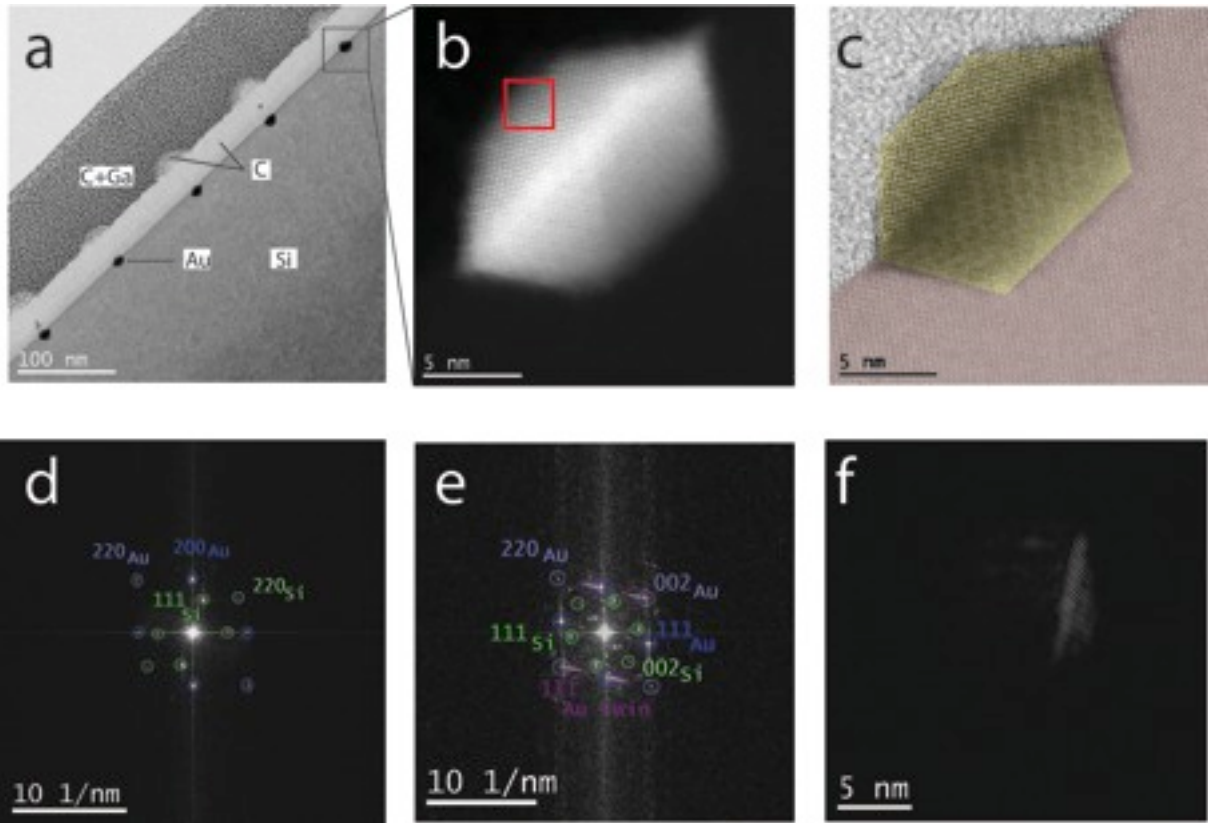 a
b
c
C+Ga
C
Au
Si
100 nm
5 nm
5 nm
d
e
f
220Au
200Au
111Si
220Si
10 1/nm
220Au
002Au
111Si
111Au
002Si
Au twin
10 1/nm
5 nm